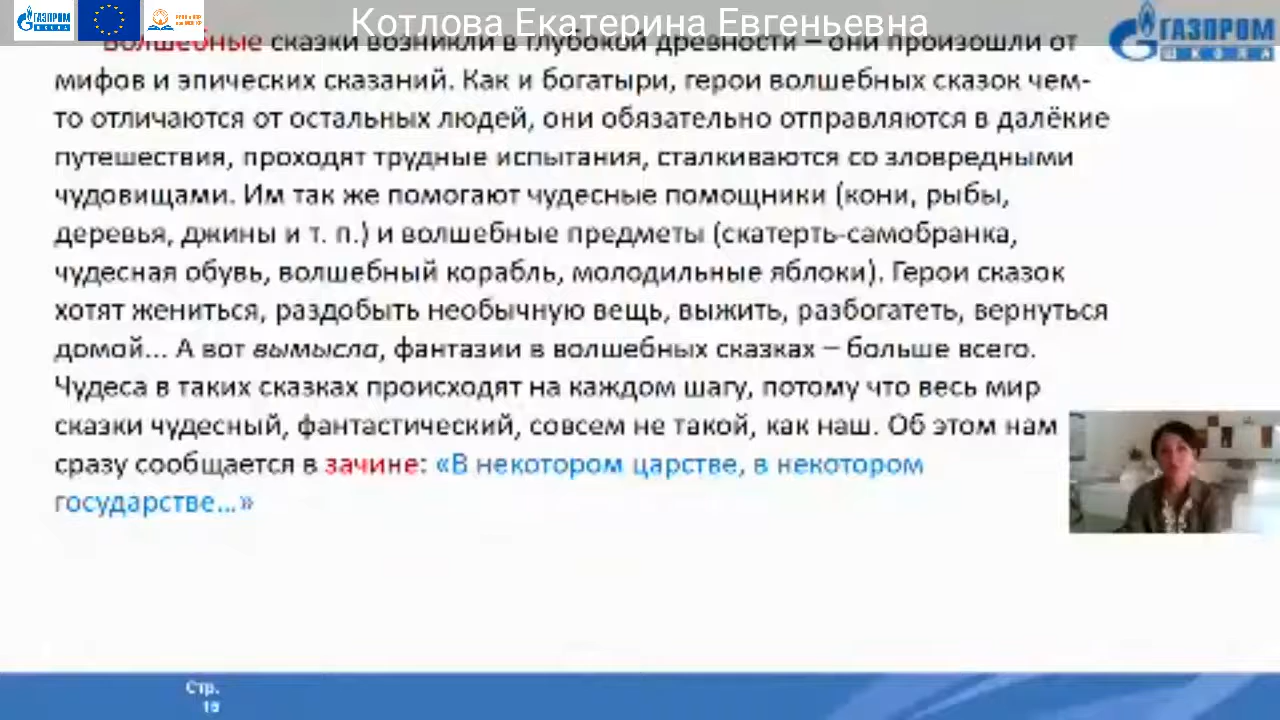 ГАЗПРОМ
ШКОЛА
Котлова Екатерина Евгеньевна
ГАЗПРОМ
ШКОЛА
Волшебные сказки возникли в глубокой древности – они произошли от
мифов и эпических сказаний. Как и богатыри, герои волшебных сказок чем-
то отличаются от остальных людей, они обязательно отправляются в далёкие
путешествия, проходят трудные испытания, сталкиваются со зловредными
чудовищами. Им так же помогают чудесные помощники (кони, рыбы,
деревья, джины и т. п.) и волшебные предметы (скатерть-самобранка,
чудесная обувь, волшебный корабль, молодильные яблоки). Герои сказок
хотят жениться, раздобыть необычную вещь, выжить, разбогатеть, вернуться
домой... А вот вымысла, фантазии в волшебных сказках – больше всего.
Чудеса в таких сказках происходят на каждом шагу, потому что весь мир
сказки чудесный, фантастический, совсем не такой, как наш. Об этом нам
сразу сообщается в зачине: «В некотором царстве, в некотором
государстве...»
Стр.